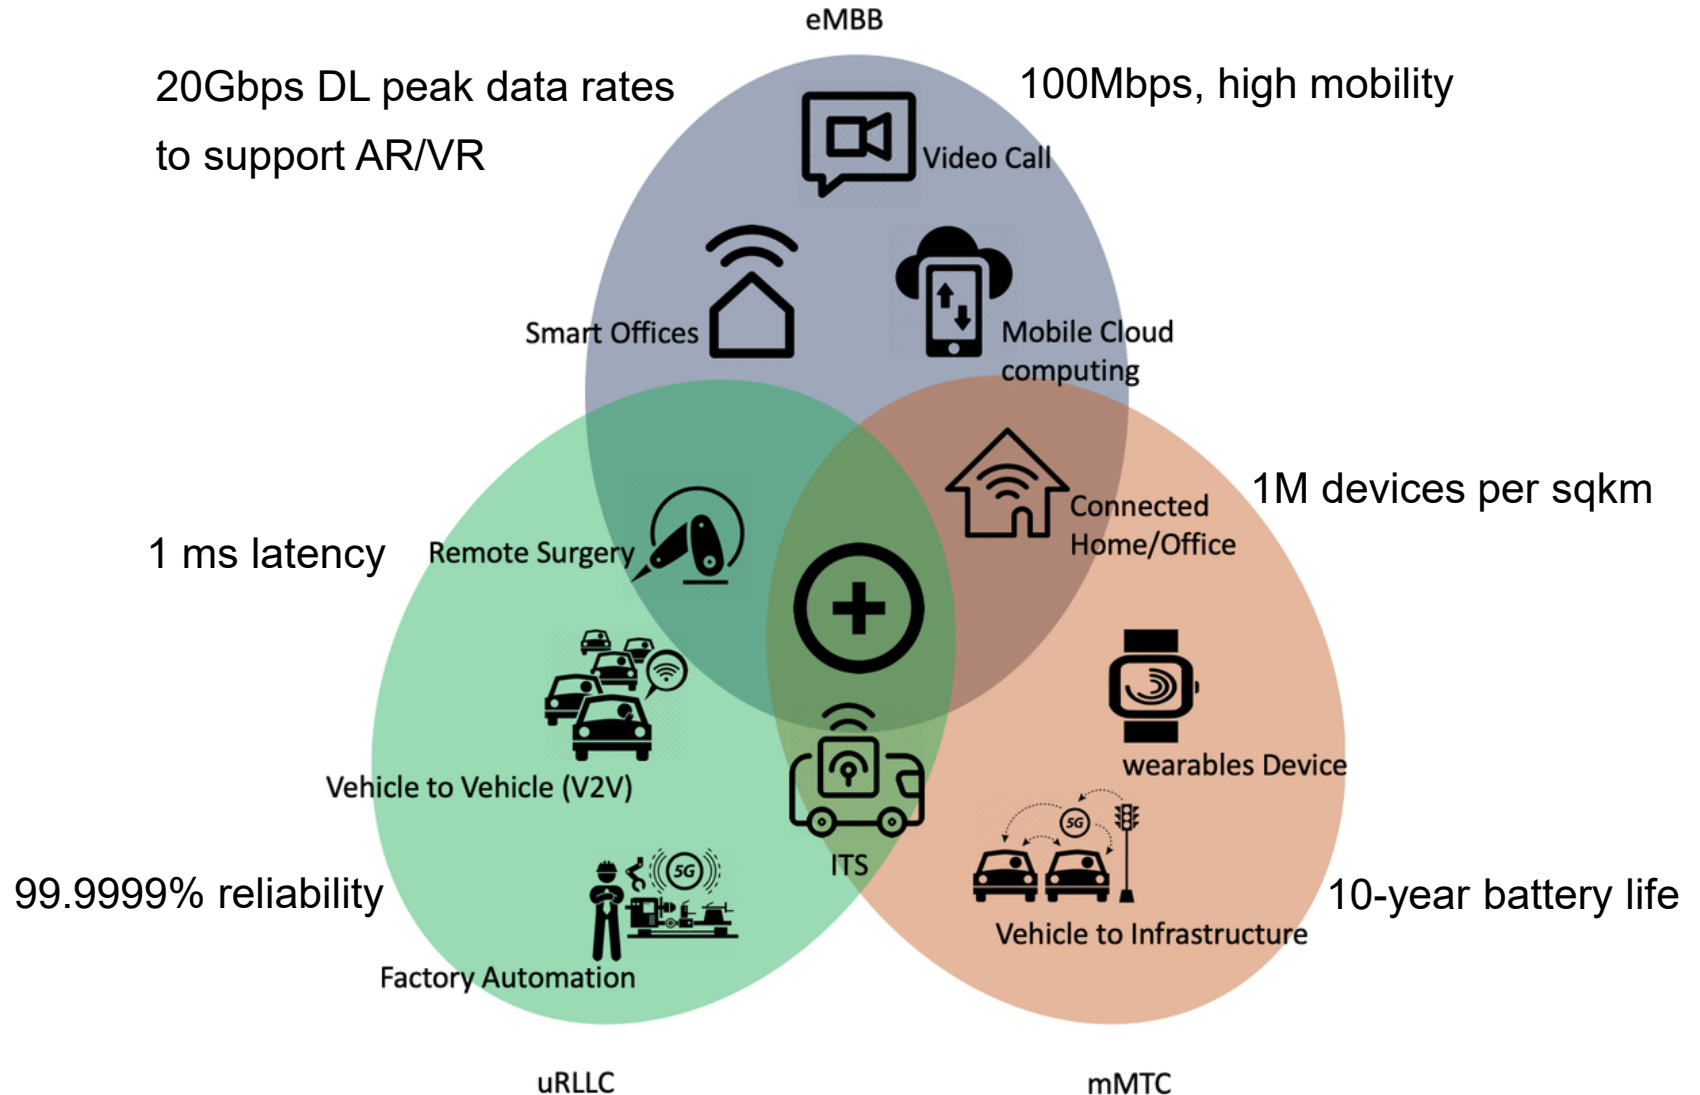 eMBB
20Gbps DL peak data rates
to support AR/VR
100Mbps, high mobility
Video Call
Smart Offices
Mobile Cloud
computing
1M devices per sqkm
Connected
Home/Office
1 ms latency
Remote Surgery
wearables Device
Vehicle to Vehicle (V2V)
5G
ITS
5G
99.9999% reliability
10-year battery life
Vehicle to Infrastructure
Factory Automation
uRLLC
mMTC